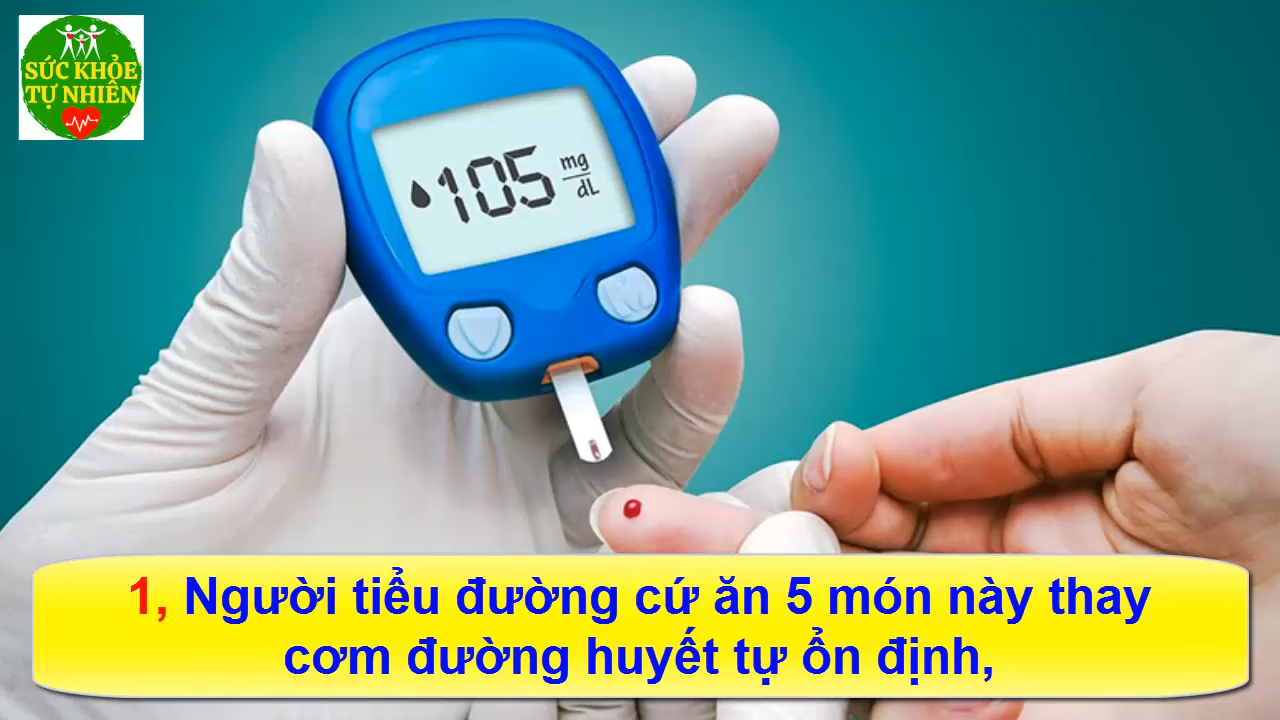 SỨC KHỎE
TỰ NHIÊN
105 mg/dL
1, Người tiểu đường cứ ăn 5 món này thay
cơm đường huyết tự ổn định,